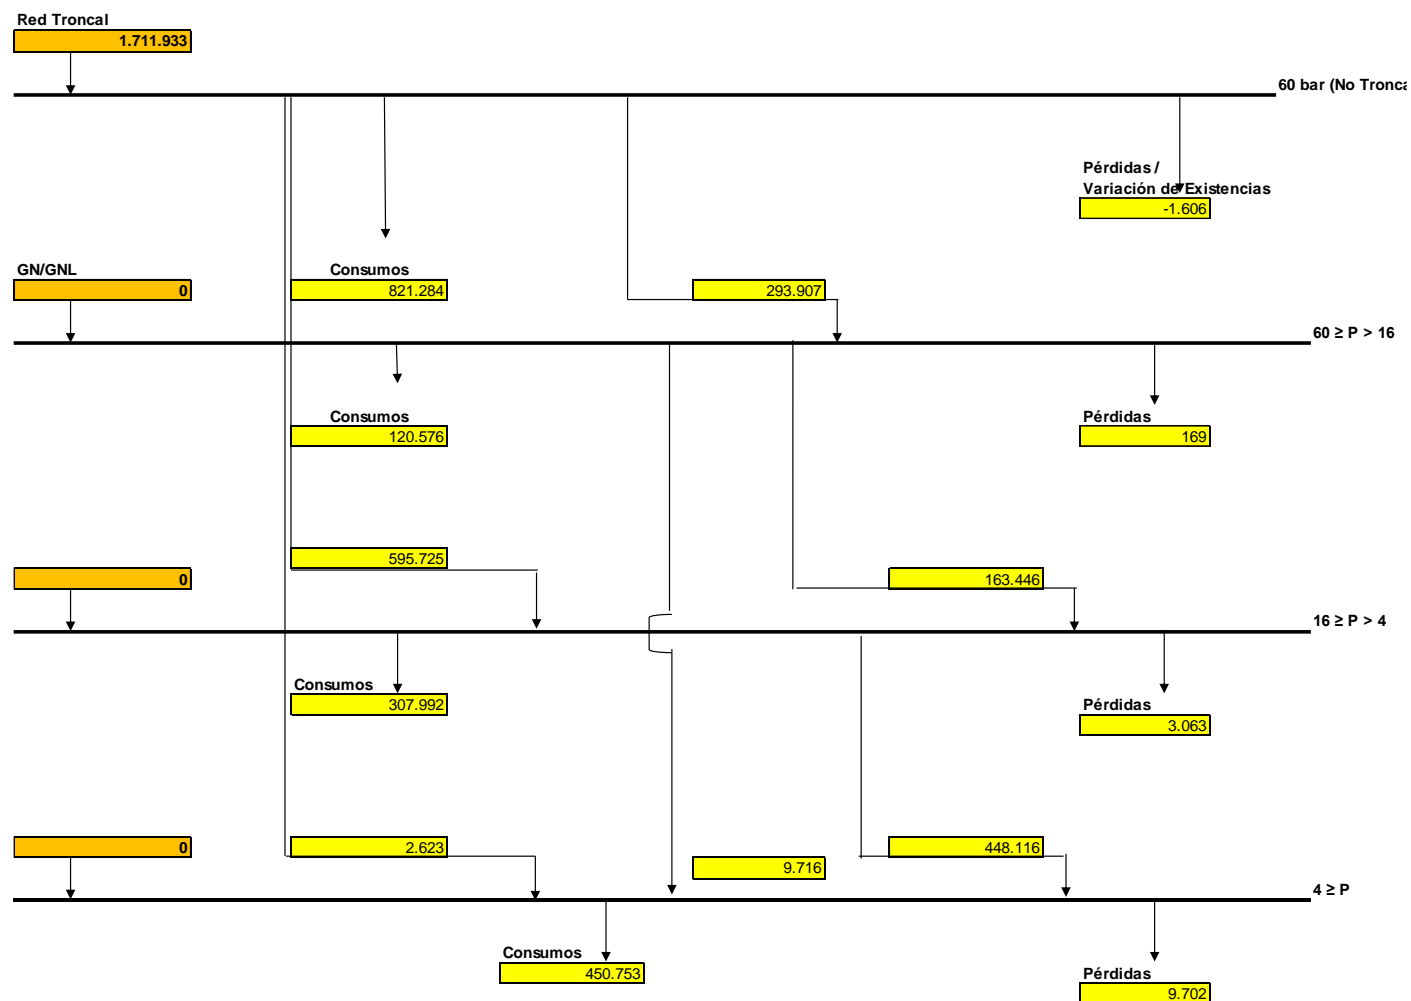 Red Troncal
1.711.933
60 bar (No Tronca
Pérdidas /
Variación de Existencias
-1.606
GN/GNL
Consumos
0
821.284
293.907
60 ≥ P > 16
Consumos
Pérdidas
120.576
169
595.725
0
163.446
16 ≥ P > 4
Consumos
307.992
Pérdidas
3.063
0
2.623
448.116
9.716
4 ≥ P
Consumos
450.753
Pérdidas
9.702